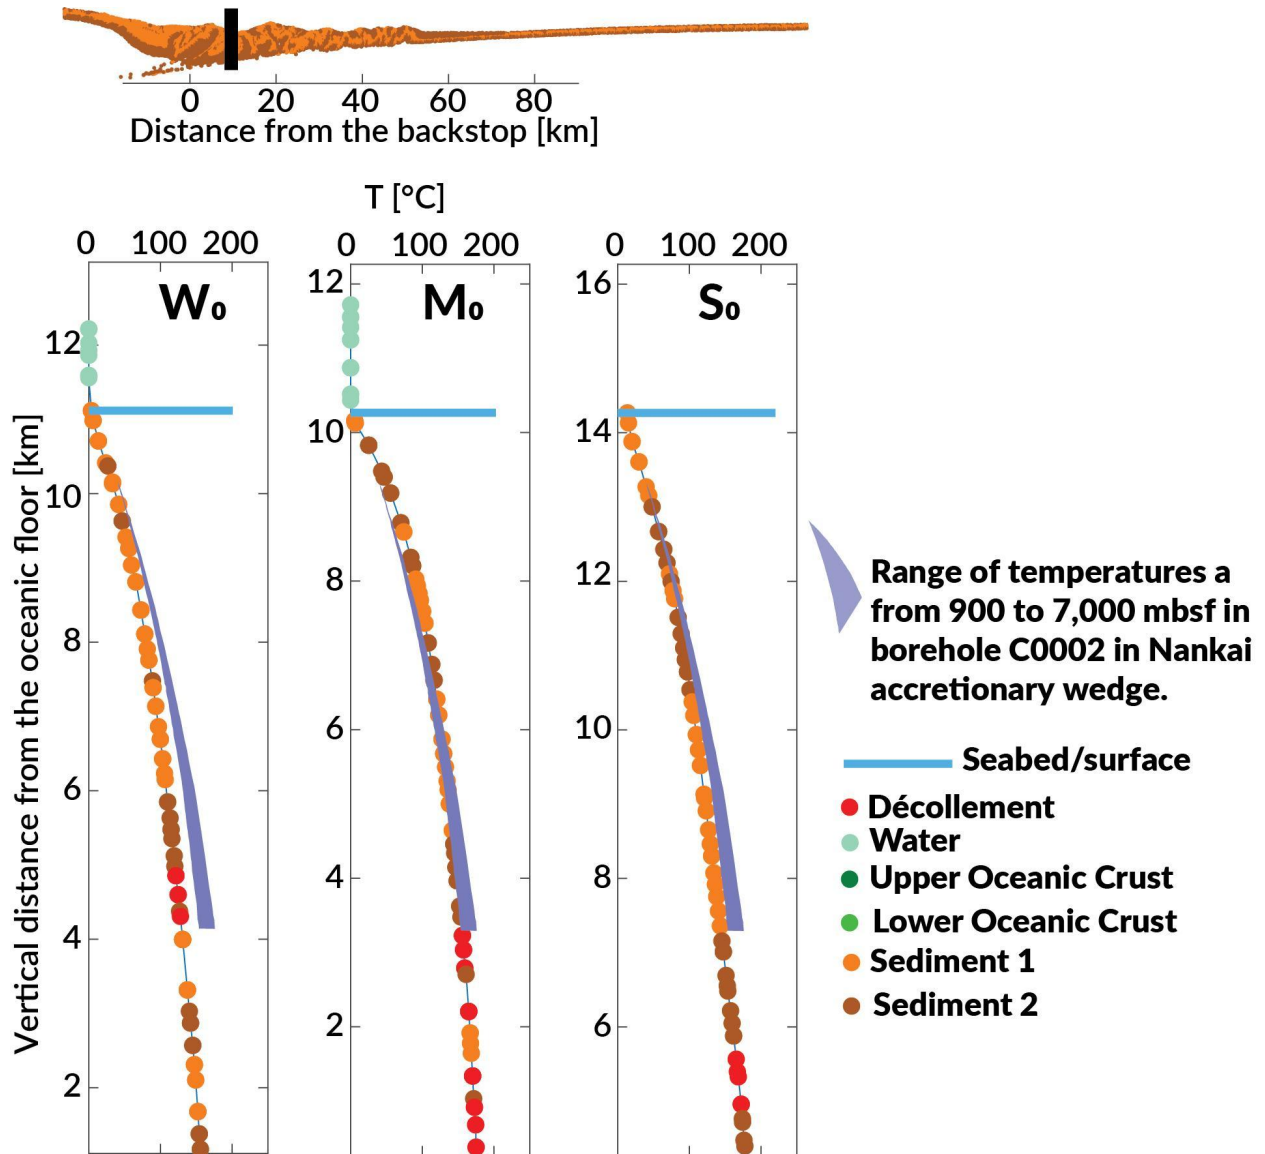 0 20 40 60 80
Distance from the backstop [km]
T [°C]
0 100 200
0 100 200
0 100 200
W₀
M₀
S₀
Vertical distance from the oceanic floor [km]
12
10
8
6
4
2
12
10
8
6
4
2
16
14
12
10
8
6
Range of temperatures a
from 900 to 7,000 mbsf in
borehole C0002 in Nankai
accretionary wedge.
Seabed/surface
Décollement
Water
Upper Oceanic Crust
Lower Oceanic Crust
Sediment 1
Sediment 2